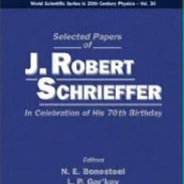 World Scientific Series in 20th Century Physics – Vol. 30
Selected Papers
of
J. ROBERT
SCHRIEFFER
In Celebration of His 70th Birthday
Editors
N. E. Bonesteel
L. P. Gor'kov